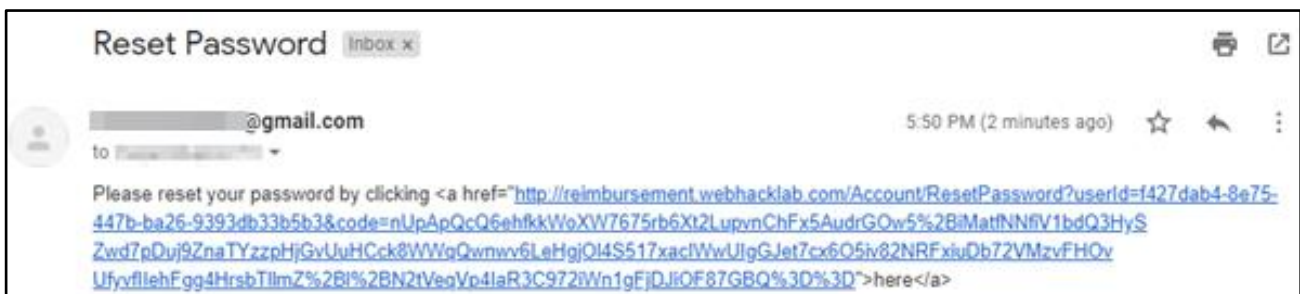 Reset Password Inbox x
@gmail.com 5:50 PM (2 minutes ago)
to
Please reset your password by clicking <a href="http://reimbursement.webhacklab.com/Account/ResetPassword?userId=f427dab4-8e75-
447b-ba26-9393db33b5b3&code=nUpApQcQ6ehfkkWoXW7675rb6Xt2LupvnChFx5AudrGOw5%2BiMatfNNfiV1bdQ3HyS
Zwd7pDuj9ZnaTYzzpHjGvUuHCck8WWqQwnwv6LeHgjOl4S517xaclWwUIgGJet7cx6O5iv82NRFxiuDb72VMzvFHOv
UfyvfIlehFgg4HrsbTllmZ%2Bl%2BN2tVeqVp4IaR3C972iWn1gFjDJiOF87GBQ%3D%3D">here</a>